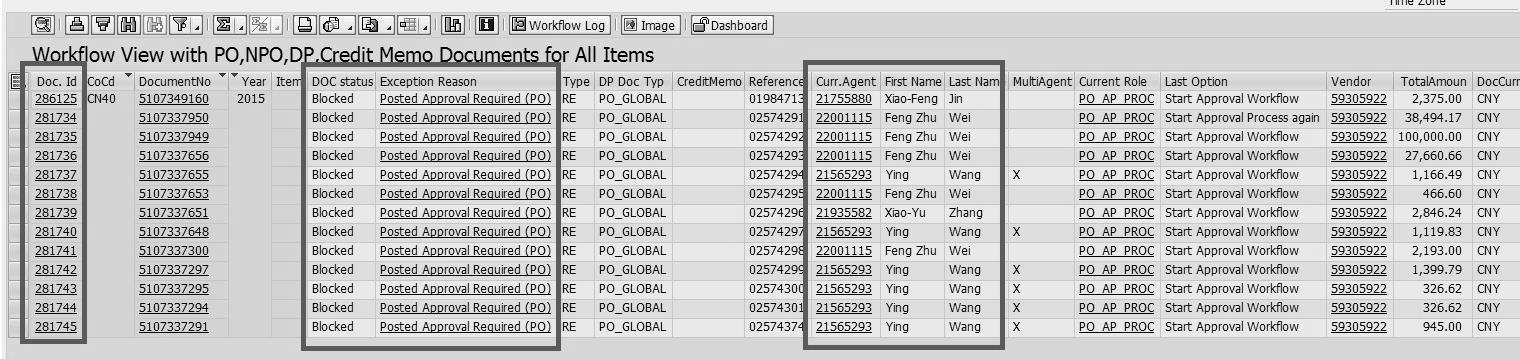 Time Zone
Workflow Log Image Dashboard
Workflow View with PO,NPO,DP,Credit Memo Documents for All Items
Doc. Id CoCd DocumentNo Year Item DOC status Exception Reason Type DP Doc Typ CreditMemo Reference Curr.Agent First Name Last Nam MultiAgent Current Role Last Option Vendor TotalAmoun DocCurr
286125 CN40 5107349160 2015 Blocked Posted Approval Required (PO) RE PO_GLOBAL 01984713 21755880 Xiao-Feng Jin PO_AP_PROC Start Approval Workflow 59305922 2,375.00 CNY
281734 5107337950 Blocked Posted Approval Required (PO) RE PO_GLOBAL 02574291 22001115 Feng Zhu Wei PO_AP_PROC Start Approval Process again 59305922 38,494.17 CNY
281735 5107337949 Blocked Posted Approval Required (PO) RE PO_GLOBAL 02574292 22001115 Feng Zhu Wei PO_AP_PROC Start Approval Workflow 59305922 100,000.00 CNY
281736 5107337656 Blocked Posted Approval Required (PO) RE PO_GLOBAL 02574293 22001115 Feng Zhu Wei PO_AP_PROC Start Approval Workflow 59305922 27,660.66 CNY
281737 5107337655 Blocked Posted Approval Required (PO) RE PO_GLOBAL 02574294 21565293 Ying Wang X PO_AP_PROC Start Approval Workflow 59305922 1,166.49 CNY
281738 5107337653 Blocked Posted Approval Required (PO) RE PO_GLOBAL 02574295 22001115 Feng Zhu Wei PO_AP_PROC Start Approval Workflow 59305922 466.60 CNY
281739 5107337651 Blocked Posted Approval Required (PO) RE PO_GLOBAL 02574296 21935582 Xiao-Yu Zhang PO_AP_PROC Start Approval Workflow 59305922 2,846.24 CNY
281740 5107337648 Blocked Posted Approval Required (PO) RE PO_GLOBAL 02574297 21565293 Ying Wang X PO_AP_PROC Start Approval Workflow 59305922 1,119.83 CNY
281741 5107337300 Blocked Posted Approval Required (PO) RE PO_GLOBAL 02574298 22001115 Feng Zhu Wei PO_AP_PROC Start Approval Workflow 59305922 2,193.00 CNY
281742 5107337297 Blocked Posted Approval Required (PO) RE PO_GLOBAL 02574299 21565293 Ying Wang X PO_AP_PROC Start Approval Workflow 59305922 1,399.79 CNY
281743 5107337295 Blocked Posted Approval Required (PO) RE PO_GLOBAL 02574300 21565293 Ying Wang X PO_AP_PROC Start Approval Workflow 59305922 326.62 CNY
281744 5107337294 Blocked Posted Approval Required (PO) RE PO_GLOBAL 02574301 21565293 Ying Wang X PO_AP_PROC Start Approval Workflow 59305922 326.62 CNY
281745 5107337291 Blocked Posted Approval Required (PO) RE PO_GLOBAL 02574374 21565293 Ying Wang X PO_AP_PROC Start Approval Workflow 59305922 945.00 CNY